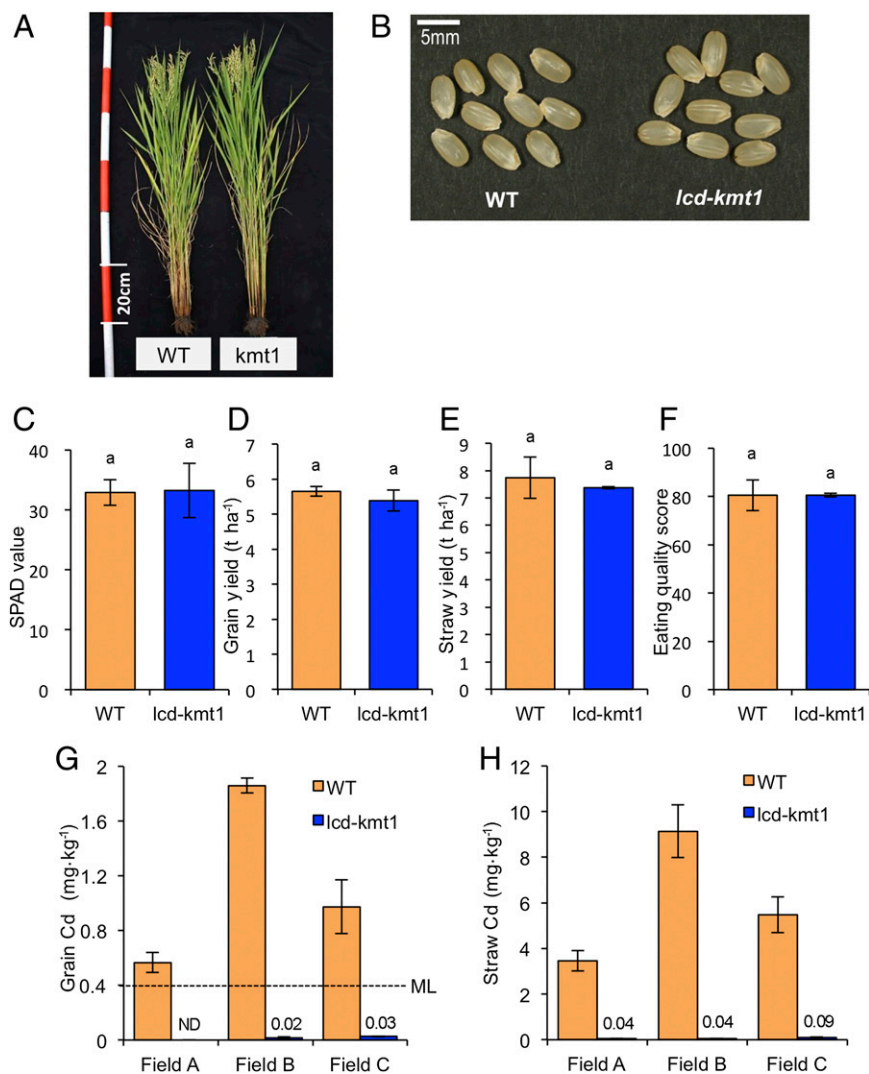 A
20cm
WT
kmt1
B
5mm
WT
lcd-kmt1
C
SPAD value
40
30
20
10
0
a
a
WT
lcd-kmt1
D
Grain yield (t ha⁻¹)
7
6
5
4
3
2
1
0
a
a
WT
lcd-kmt1
E
Straw yield (t ha⁻¹)
9
8
7
6
5
4
3
2
1
0
a
a
WT
lcd-kmt1
F
Eating quality score
100
80
60
40
20
0
a
a
WT
lcd-kmt1
G
Grain Cd (mg·kg⁻¹)
2
1.6
1.2
0.8
0.4
0
WT
lcd-kmt1
ML
ND
0.02
0.03
Field A
Field B
Field C
H
Straw Cd (mg·kg⁻¹)
12
10
8
6
4
2
0
WT
lcd-kmt1
0.04
0.04
0.09
Field A
Field B
Field C